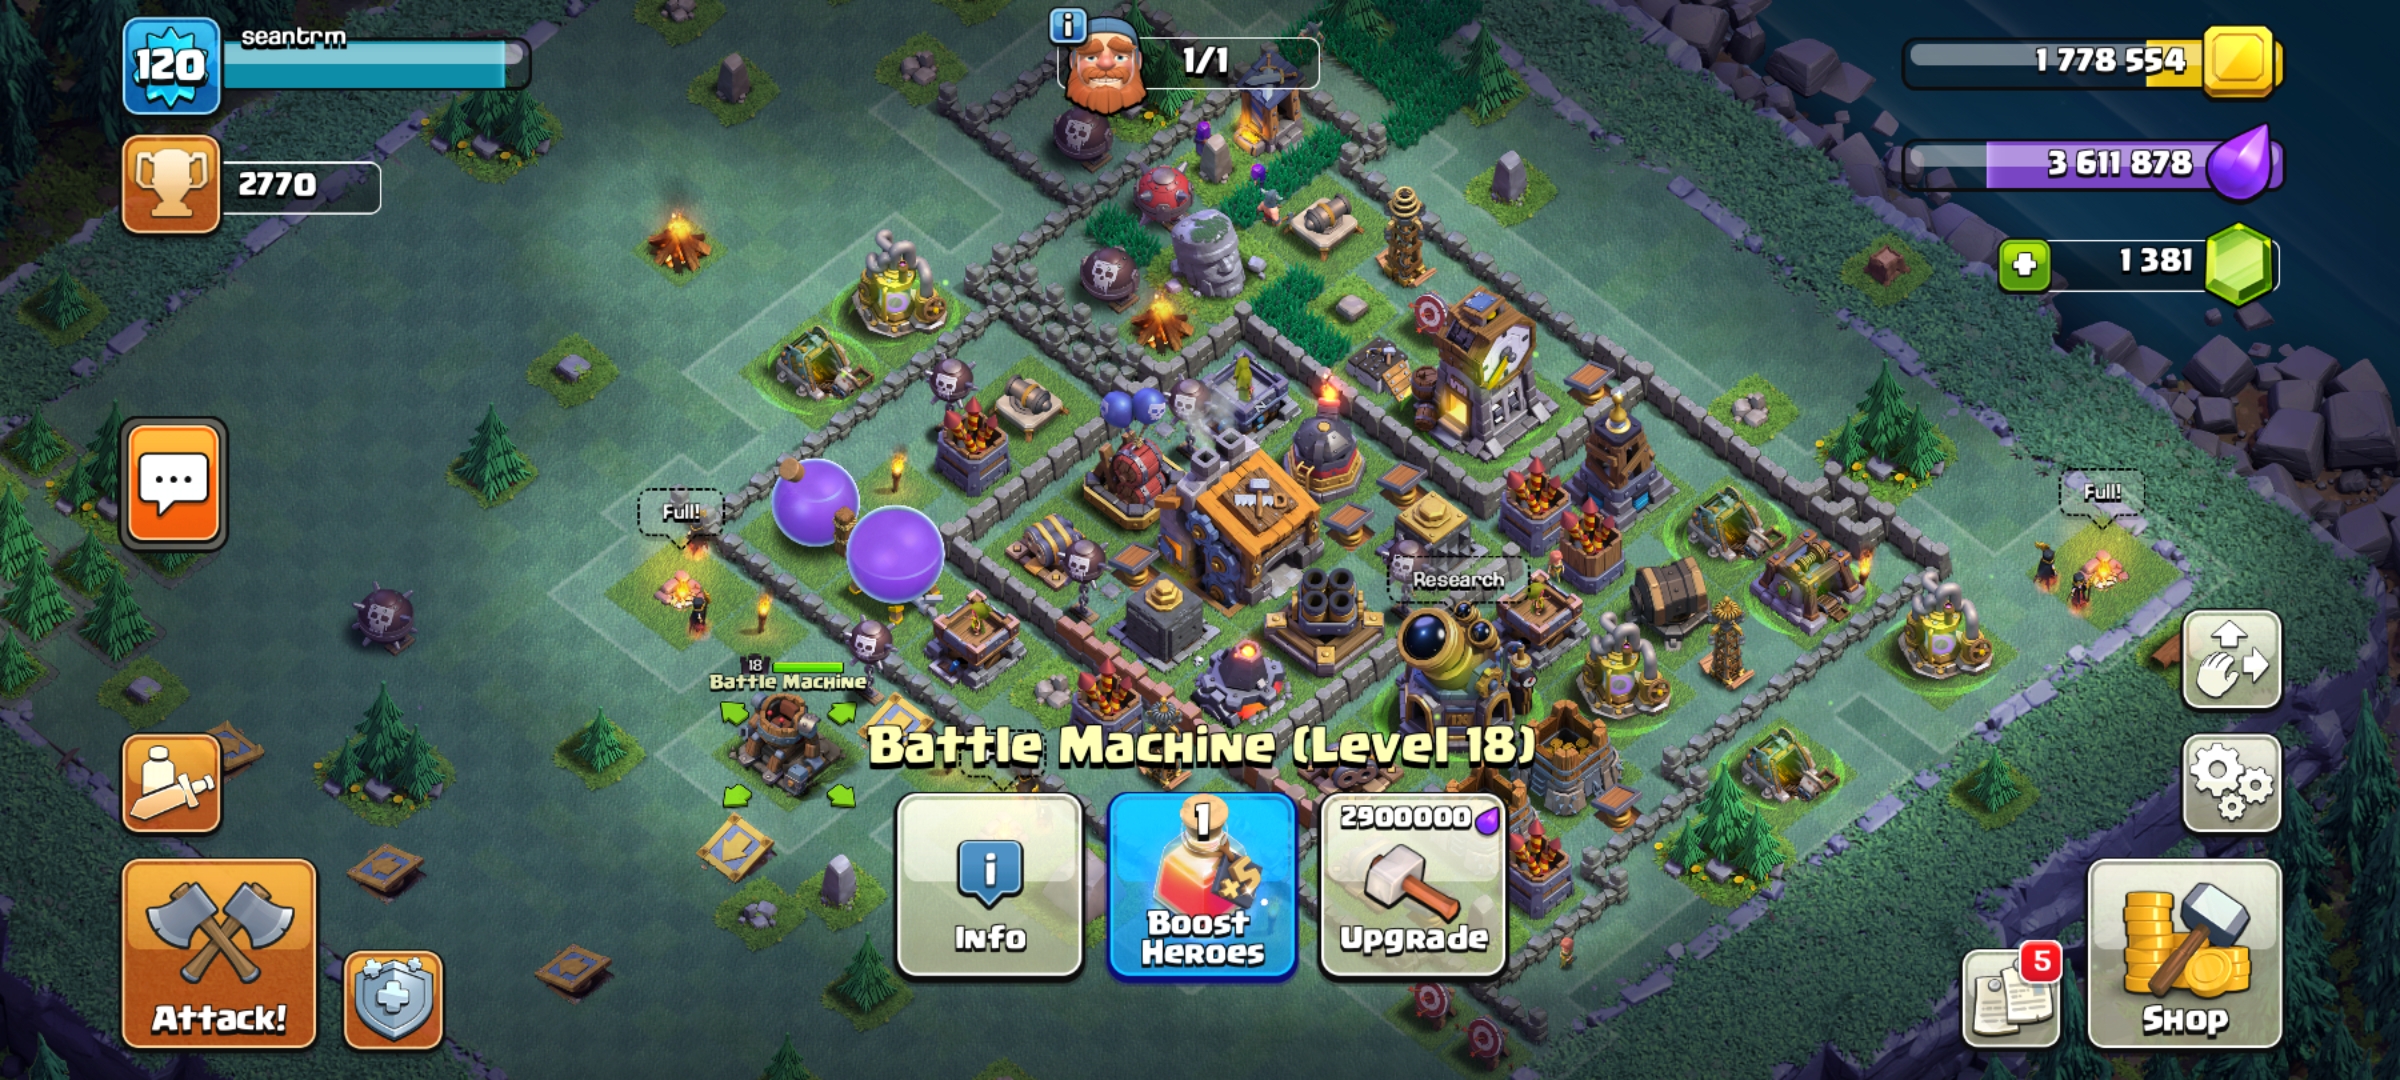 120
seantrm
i
1/1
1 778 554
2770
3 611 878
1 381
Full!
Full!
Research
18
Battle Machine
Battle Machine (Level 18)
1
2900000
+5
i
Info
Boost
Heroes
Upgrade
Attack!
5
Shop